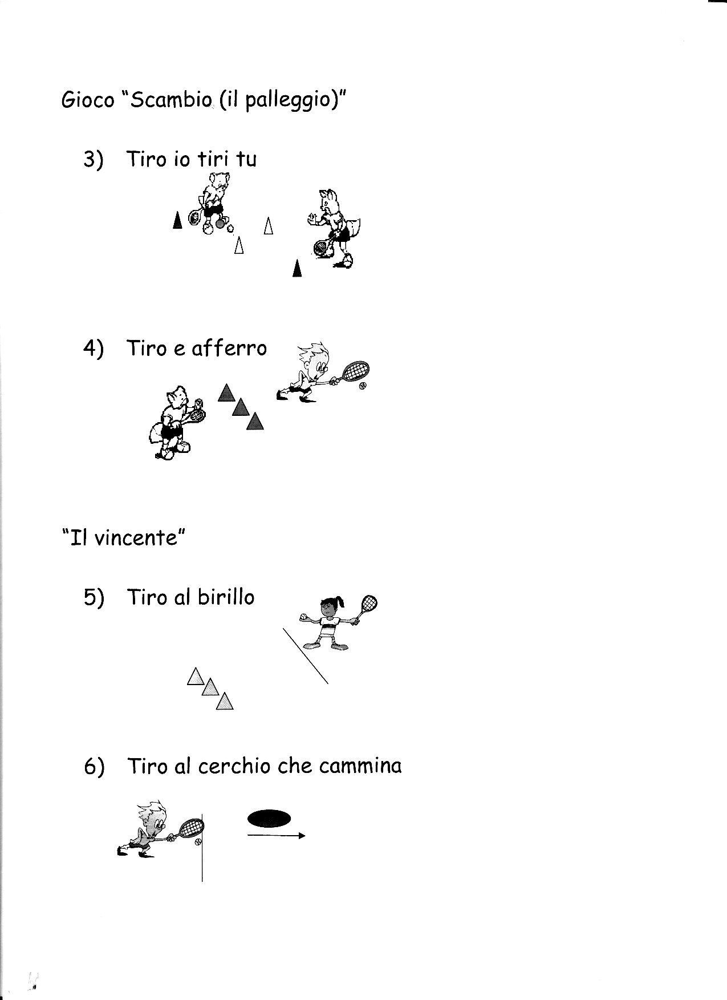 Gioco "Scambio (il palleggio)"
3) Tiro io tiri tu
4) Tiro e afferro
"Il vincente"
5) Tiro al birillo
6) Tiro al cerchio che cammina